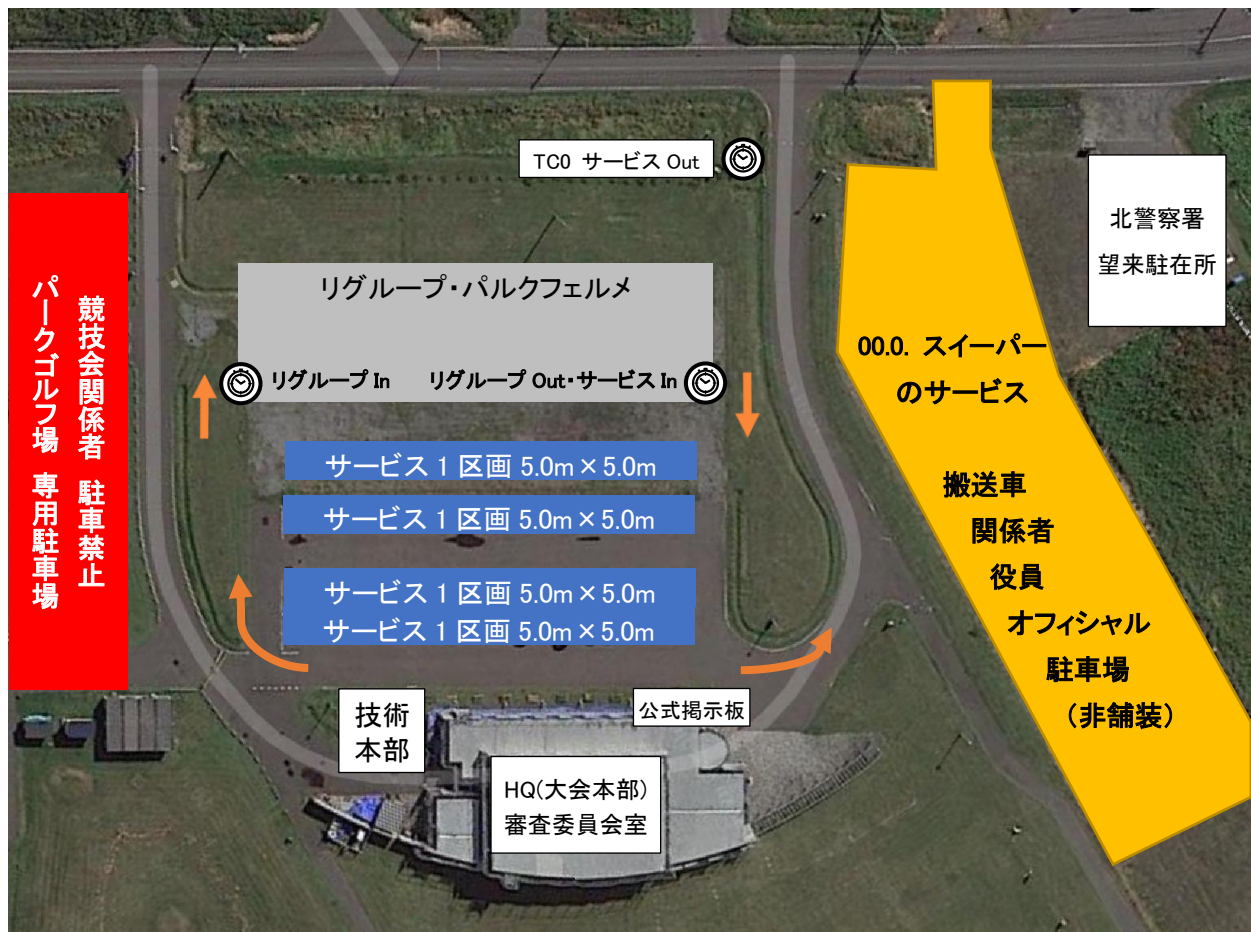 TC0 サービス Out
北警察署
望来駐在所
競技会関係者 駐車禁止
パークゴルフ場 専用駐車場
リグループ・パルクフェルメ
リグループ In
リグループ Out・サービス In
00.0. スイーパー
のサービス
搬送車
関係者
役員
オフィシャル
駐車場
（非舗装）
サービス 1 区画 5.0m×5.0m
サービス 1 区画 5.0m×5.0m
サービス 1 区画 5.0m×5.0m
サービス 1 区画 5.0m×5.0m
技術
本部
公式掲示板
HQ(大会本部)
審査委員会室